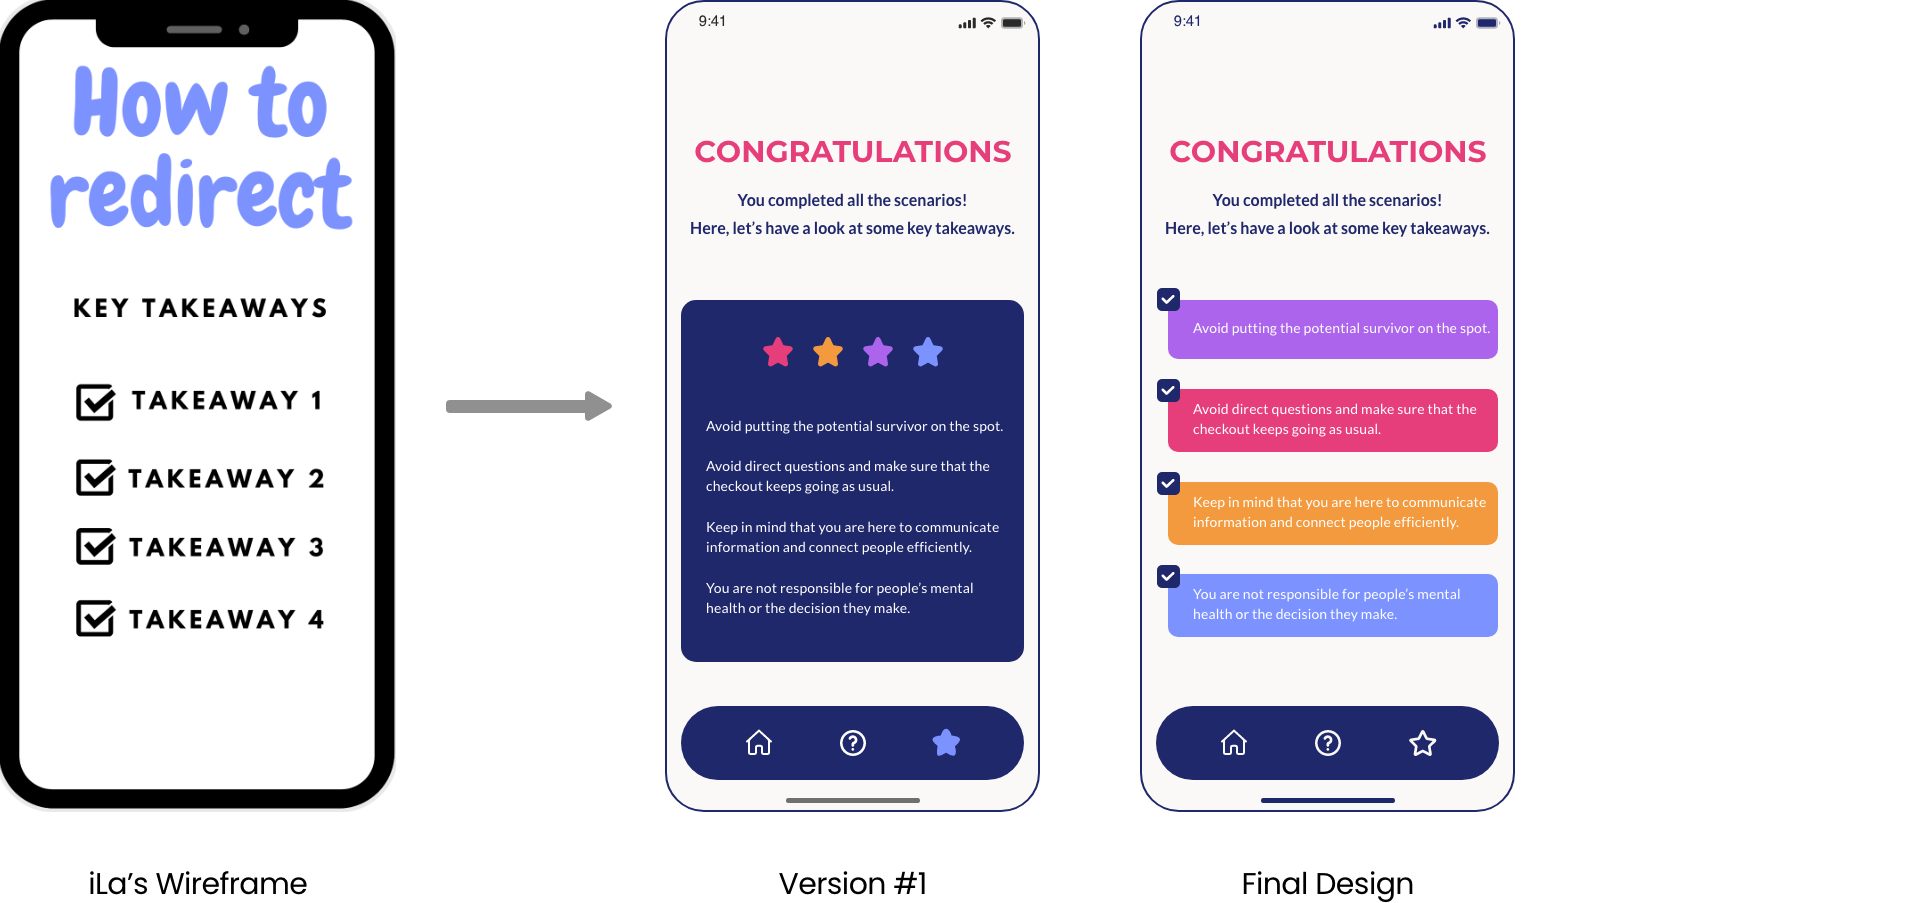 How to
redirect
KEY TAKEAWAYS
TAKEAWAY 1
TAKEAWAY 2
TAKEAWAY 3
TAKEAWAY 4
iLa's Wireframe
9:41
CONGRATULATIONS
You completed all the scenarios!
Here, let's have a look at some key takeaways.
Avoid putting the potential survivor on the spot.
Avoid direct questions and make sure that the
checkout keeps going as usual.
Keep in mind that you are here to communicate
information and connect people efficiently.
You are not responsible for people's mental
health or the decision they make.
Version #1
9:41
CONGRATULATIONS
You completed all the scenarios!
Here, let's have a look at some key takeaways.
Avoid putting the potential survivor on the spot.
Avoid direct questions and make sure that the
checkout keeps going as usual.
Keep in mind that you are here to communicate
information and connect people efficiently.
You are not responsible for people's mental
health or the decision they make.
Final Design